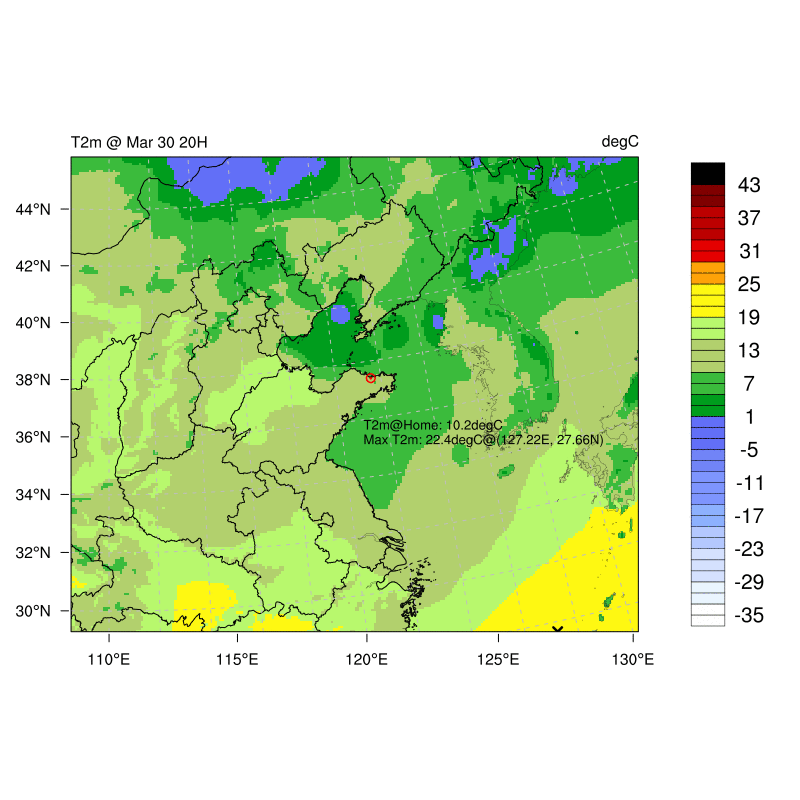 T2m @ Mar 30 20H
degC
44°N
42°N
40°N
38°N
36°N
34°N
32°N
30°N
110°E
115°E
120°E
125°E
130°E
T2m@Home: 10.2degC
Max T2m: 22.4degC@(127.22E, 27.66N)
43
37
31
25
19
13
7
1
-5
-11
-17
-23
-29
-35